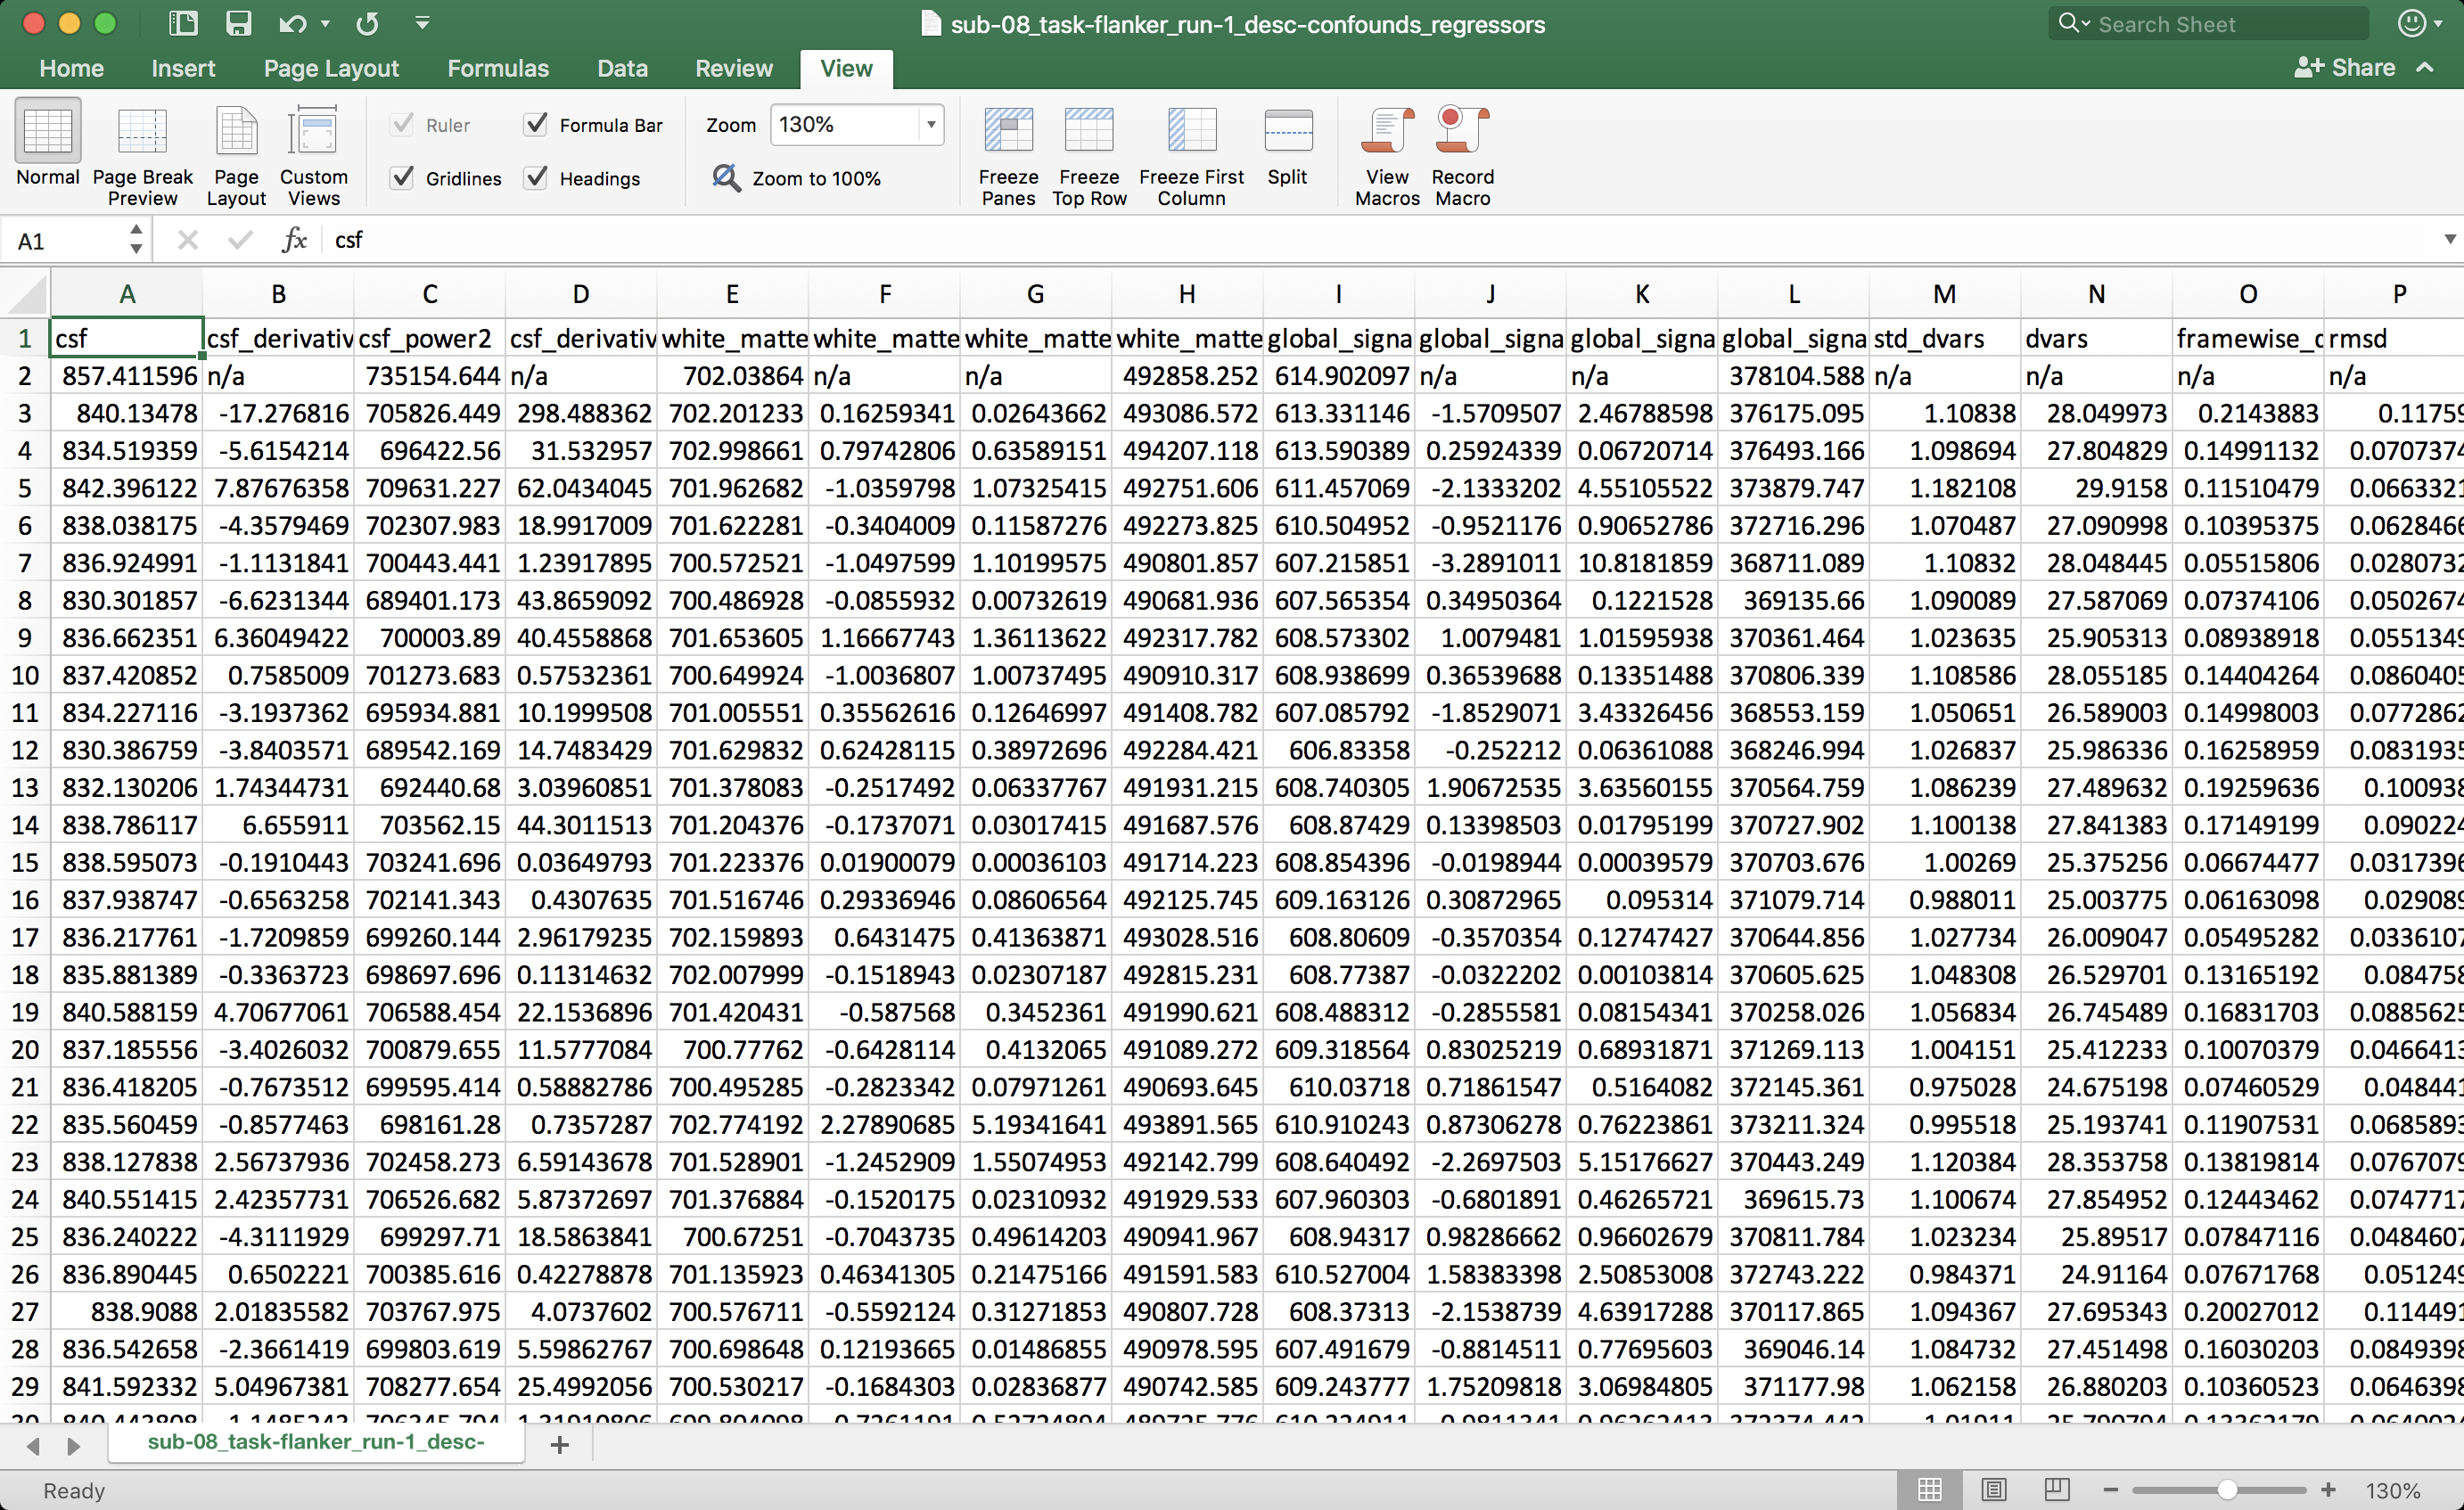 sub-08_task-flanker_run-1_desc-confounds_regressors
Search Sheet
Home Insert Page Layout Formulas Data Review View Share
Ruler Formula Bar Zoom 130%
Gridlines Headings Zoom to 100%
Normal Page Break Preview Page Layout Custom Views Freeze Panes Freeze Top Row Freeze First Column Split View Macros Record Macro
A1 fx csf
A B C D E F G H I J K L M N O P
1 csf csf_derivativ csf_power2 csf_derivativ white_matte white_matte white_matte white_matte global_signa global_signa global_signa global_signa std_dvars dvars framewise_d rmsd
2 857.411596 n/a 735154.644 n/a 702.03864 n/a n/a 492858.252 614.902097 n/a n/a 378104.588 n/a n/a n/a n/a
3 840.13478 -17.276816 705826.449 298.488362 702.201233 0.16259341 0.02643662 493086.572 613.331146 -1.5709507 2.46788598 376175.095 1.10838 28.049973 0.2143883 0.11759
4 834.519359 -5.6154214 696422.56 31.532957 702.998661 0.79742806 0.63589151 494207.118 613.590389 0.25924339 0.06720714 376493.166 1.098694 27.804829 0.14991132 0.0707374
5 842.396122 7.87676358 709631.227 62.0434045 701.962682 -1.0359798 1.07325415 492751.606 611.457069 -2.1333202 4.55105522 373879.747 1.182108 29.9158 0.11510479 0.0663321
6 838.038175 -4.3579469 702307.983 18.9917009 701.622281 -0.3404009 0.11587276 492273.825 610.504952 -0.9521176 0.90652786 372716.296 1.070487 27.090998 0.10395375 0.0628466
7 836.924991 -1.1131841 700443.441 1.23917895 700.572521 -1.0497599 1.10199575 490801.857 607.215851 -3.2891011 10.8181859 368711.089 1.10832 28.048445 0.05515806 0.0280732
8 830.301857 -6.6231344 689401.173 43.8659092 700.486928 -0.0855932 0.00732619 490681.936 607.565354 0.34950364 0.1221528 369135.66 1.090089 27.587069 0.07374106 0.0502674
9 836.662351 6.36049422 700003.89 40.4558868 701.653605 1.16667743 1.36113622 492317.782 608.573302 1.0079481 1.01595938 370361.464 1.023635 25.905313 0.08938918 0.0551349
10 837.420852 0.7585009 701273.683 0.57532361 700.649924 -1.0036807 1.00737495 490910.317 608.938699 0.36539688 0.13351488 370806.339 1.108586 28.055185 0.14404264 0.0860405
11 834.227116 -3.1937362 695934.881 10.1999508 701.005551 0.35562616 0.12646997 491408.782 607.085792 -1.8529071 3.43326456 368553.159 1.050651 26.589003 0.14998003 0.0772862
12 830.386759 -3.8403571 689542.169 14.7483429 701.629832 0.62428115 0.38972696 492284.421 606.83358 -0.252212 0.06361088 368246.994 1.026837 25.986336 0.16258959 0.0831935
13 832.130206 1.74344731 692440.68 3.03960851 701.378083 -0.2517492 0.06337767 491931.215 608.740305 1.90672535 3.63560155 370564.759 1.086239 27.489632 0.19259636 0.100938
14 838.786117 6.655911 703562.15 44.3011513 701.204376 -0.1737071 0.03017415 491687.576 608.87429 0.13398503 0.01795199 370727.902 1.100138 27.841383 0.17149199 0.090224
15 838.595073 -0.1910443 703241.696 0.03649793 701.223376 0.01900079 0.00036103 491714.223 608.854396 -0.0198944 0.00039579 370703.676 1.00269 25.375256 0.06674477 0.0317396
16 837.938747 -0.6563258 702141.343 0.4307635 701.516746 0.29336946 0.08606564 492125.745 609.163126 0.30872965 0.095314 371079.714 0.988011 25.003775 0.06163098 0.029089
17 836.217761 -1.7209859 699260.144 2.96179235 702.159893 0.6431475 0.41363871 493028.516 608.80609 -0.3570354 0.12747427 370644.856 1.027734 26.009047 0.05495282 0.0336107
18 835.881389 -0.3363723 698697.696 0.11314632 702.007999 -0.1518943 0.02307187 492815.231 608.77387 -0.0322202 0.00103814 370605.625 1.048308 26.529701 0.13165192 0.084758
19 840.588159 4.70677061 706588.454 22.1536896 701.420431 -0.587568 0.3452361 491990.621 608.488312 -0.2855581 0.08154341 370258.026 1.056834 26.745489 0.16831703 0.0885625
20 837.185556 -3.4026032 700879.655 11.5777084 700.77762 -0.6428114 0.4132065 491089.272 609.318564 0.83025219 0.68931871 371269.113 1.004151 25.412233 0.10070379 0.0466413
21 836.418205 -0.7673512 699595.414 0.58882786 700.495285 -0.2823342 0.07971261 490693.645 610.03718 0.71861547 0.5164082 372145.361 0.975028 24.675198 0.07460529 0.048441
22 835.560459 -0.8577463 698161.28 0.7357287 702.774192 2.27890685 5.19341641 493891.565 610.910243 0.87306278 0.76223861 373211.324 0.995518 25.193741 0.11907531 0.0685893
23 838.127838 2.56737936 702458.273 6.59143678 701.528901 -1.2452909 1.55074953 492142.799 608.640492 -2.2697503 5.15176627 370443.249 1.120384 28.353758 0.13819814 0.0767079
24 840.551415 2.42357731 706526.682 5.87372697 701.376884 -0.1520175 0.02310932 491929.533 607.960303 -0.6801891 0.46265721 369615.73 1.100674 27.854952 0.12443462 0.0747717
25 836.240222 -4.3111929 699297.71 18.5863841 700.67251 -0.7043735 0.49614203 490941.967 608.94317 0.98286662 0.96602679 370811.784 1.023234 25.89517 0.07847116 0.0484607
26 836.890445 0.6502221 700385.616 0.42278878 701.135923 0.46341305 0.21475166 491591.583 610.527004 1.58383398 2.50853008 372743.222 0.984371 24.91164 0.07671768 0.051249
27 838.9088 2.01835582 703767.975 4.0737602 700.576711 -0.5592124 0.31271853 490807.728 608.37313 -2.1538739 4.63917288 370117.865 1.094367 27.695343 0.20027012 0.114491
28 836.542658 -2.3661419 699803.619 5.59862767 700.698648 0.12193665 0.01486855 490978.595 607.491679 -0.8814511 0.77695603 369046.14 1.084732 27.451498 0.16030203 0.0849398
29 841.592332 5.04967381 708277.654 25.4992056 700.530217 -0.1684303 0.02836877 490742.585 609.243777 1.75209818 3.06984805 371177.98 1.062158 26.880203 0.10360523 0.0646398
sub-08_task-flanker_run-1_desc-
Ready 130%